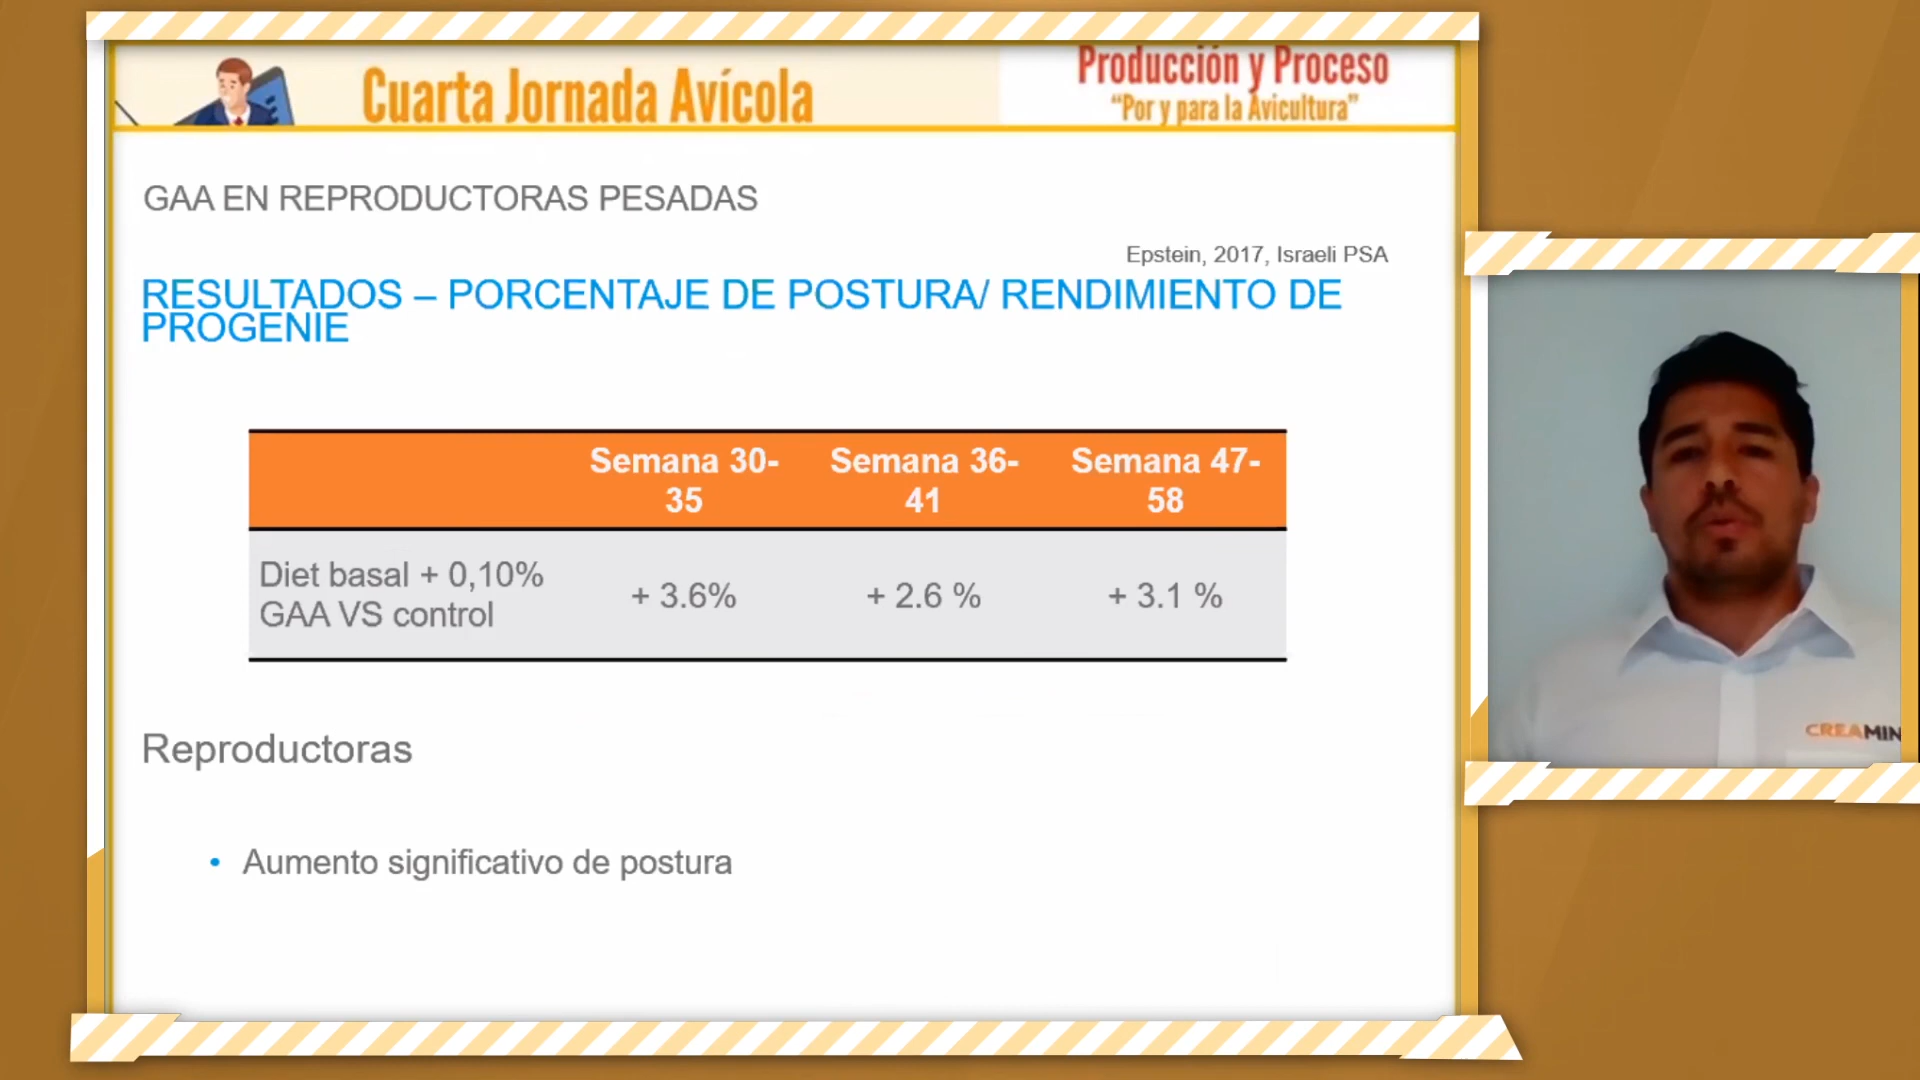 Cuarta Jornada Avícola
Producción y Proceso
“Por y para la Avicultura”
GAA EN REPRODUCTORAS PESADAS
Epstein, 2017, Israeli PSA
RESULTADOS – PORCENTAJE DE POSTURA/ RENDIMIENTO DE
PROGENIE
Semana 30-
35
Semana 36-
41
Semana 47-
58
Diet basal + 0,10%
GAA VS control
+ 3.6%
+ 2.6 %
+ 3.1 %
Reproductoras
• Aumento significativo de postura
CREAMIN